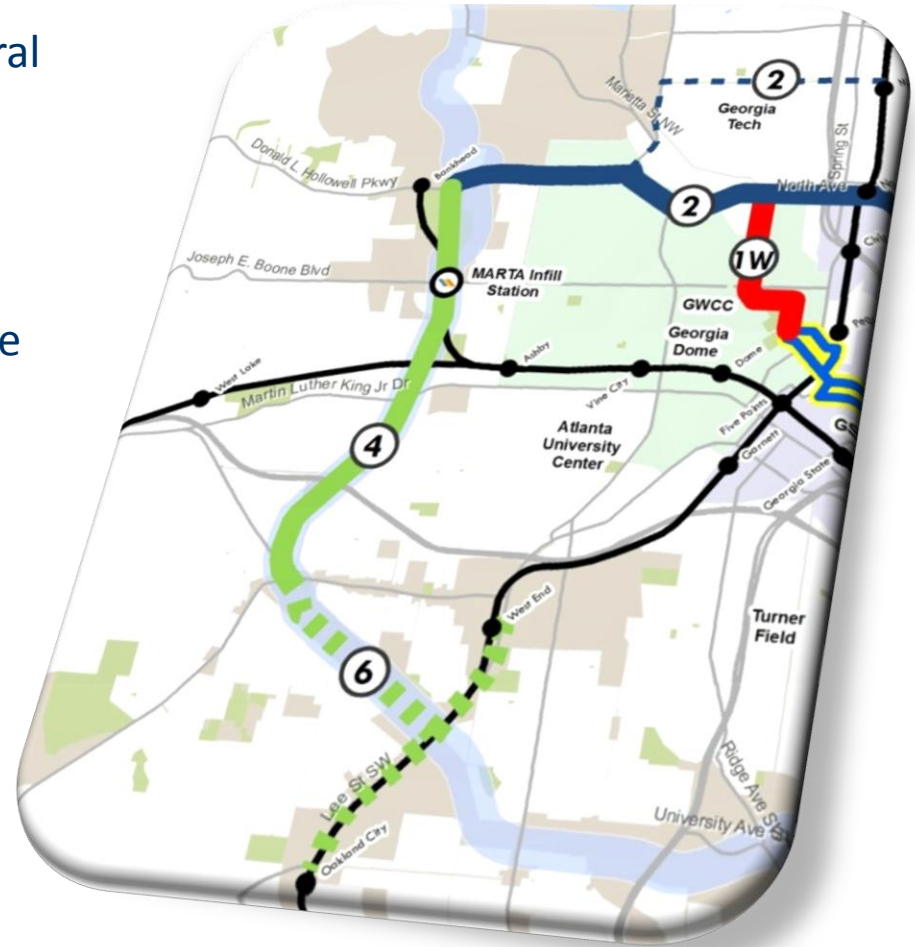 2
Georgia
Tech
Marietta St NW
Spring St
Donald L. Hollowell Pkwy
Bankhead
North Ave
2
1W
Joseph E. Boone Blvd
MARTA Infill
Station
GWCC
Georgia
Dome
Dome
Ashby
Vine City
West Lake
Martin Luther King Jr Dr
Five Points
Garnett
Georgia State
Atlanta
University
Center
4
West End
Turner
Field
6
Lee St SW
Ridge Ave
University Ave
Oakland City